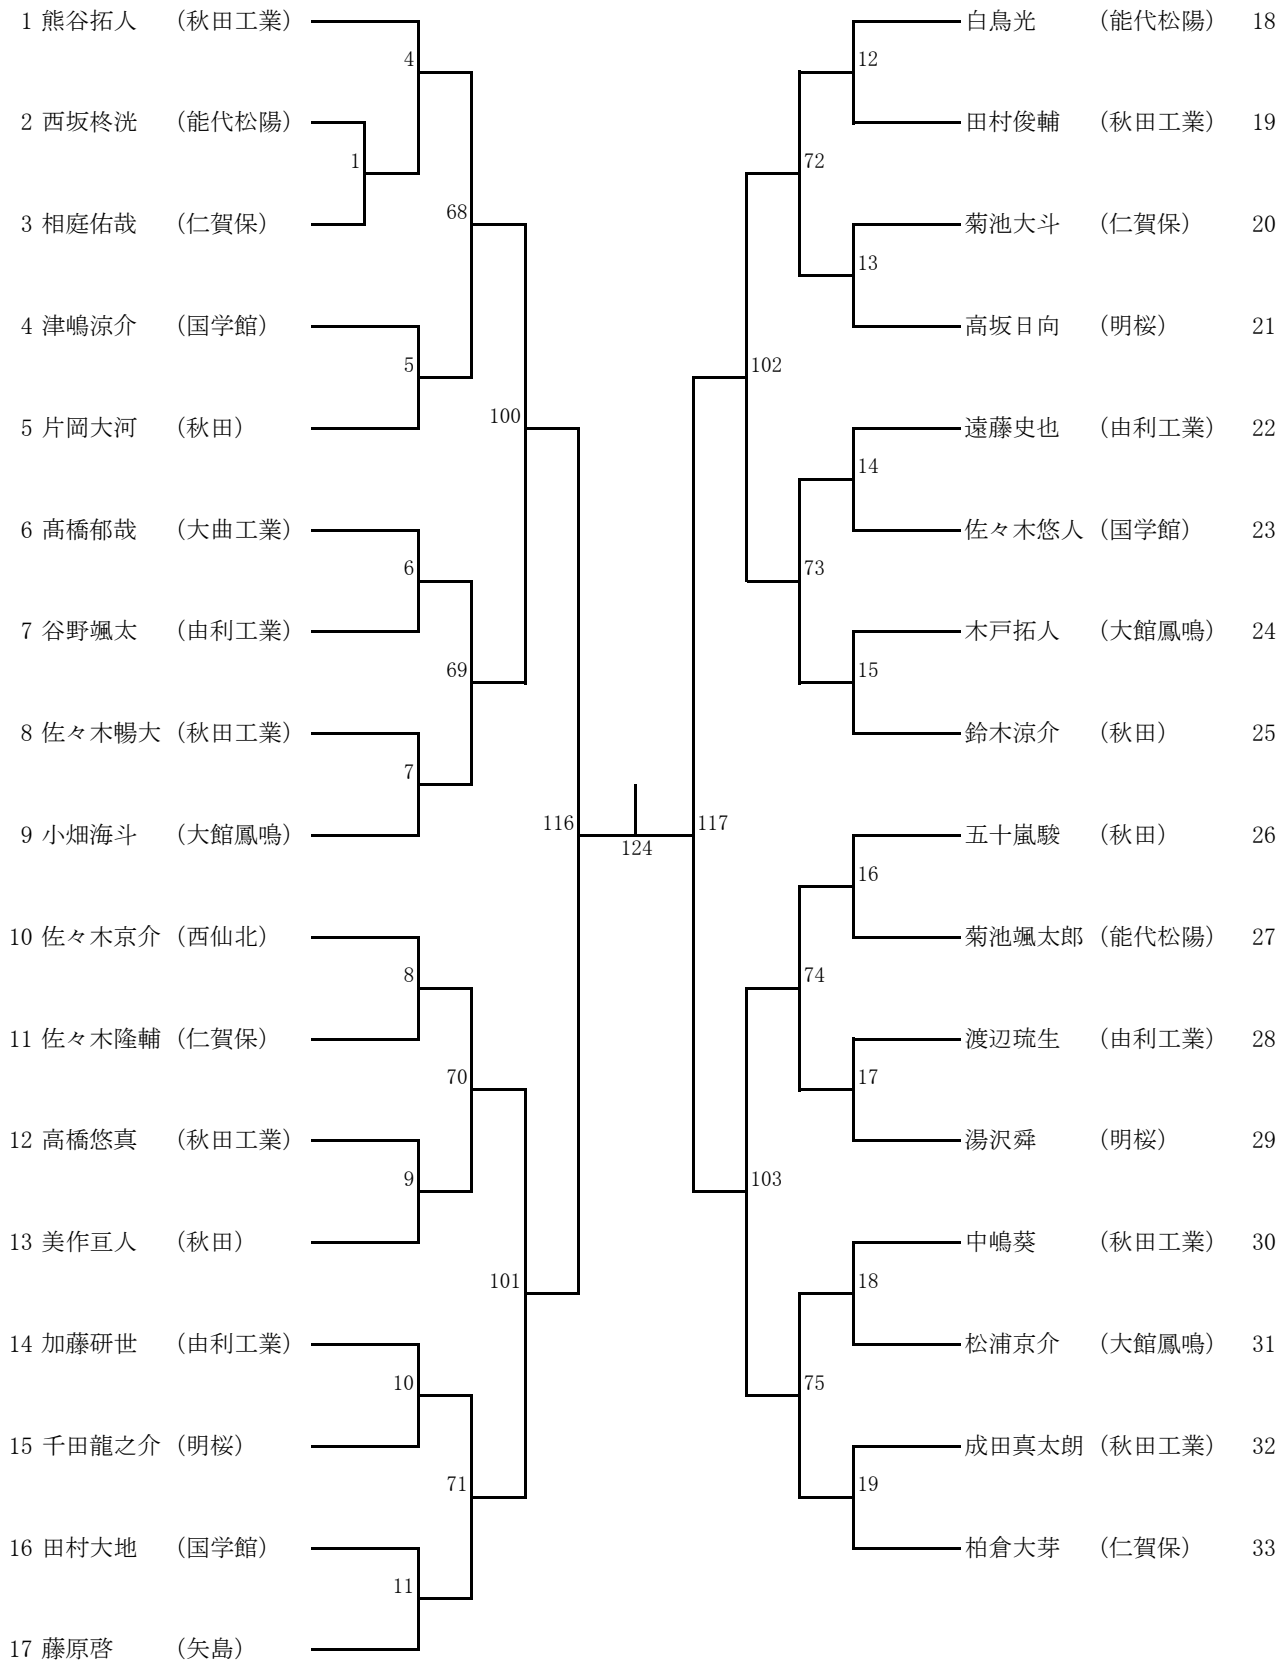 1 熊谷拓人 （秋田工業）
4
2 西坂柊洸 （能代松陽）
1
3 相庭佑哉 （仁賀保）
68
4 津嶋涼介 （国学館）
5
5 片岡大河 （秋田）
100
6 髙橋郁哉 （大曲工業）
6
7 谷野颯太 （由利工業）
69
8 佐々木暢大 （秋田工業）
7
9 小畑海斗 （大館鳳鳴）
116
10 佐々木京介 （西仙北）
8
11 佐々木隆輔 （仁賀保）
70
12 高橋悠真 （秋田工業）
9
13 美作亘人 （秋田）
101
14 加藤研世 （由利工業）
10
15 千田龍之介 （明桜）
71
16 田村大地 （国学館）
11
17 藤原啓 （矢島）
124
白鳥光 （能代松陽） 18
12
田村俊輔 （秋田工業） 19
72
菊池大斗 （仁賀保） 20
13
高坂日向 （明桜） 21
102
遠藤史也 （由利工業） 22
14
佐々木悠人 （国学館） 23
73
木戸拓人 （大館鳳鳴） 24
15
鈴木涼介 （秋田） 25
117
五十嵐駿 （秋田） 26
16
菊池颯太郎 （能代松陽） 27
74
渡辺琉生 （由利工業） 28
17
湯沢舜 （明桜） 29
103
中嶋葵 （秋田工業） 30
18
松浦京介 （大館鳳鳴） 31
75
成田真太朗 （秋田工業） 32
19
柏倉大芽 （仁賀保） 33